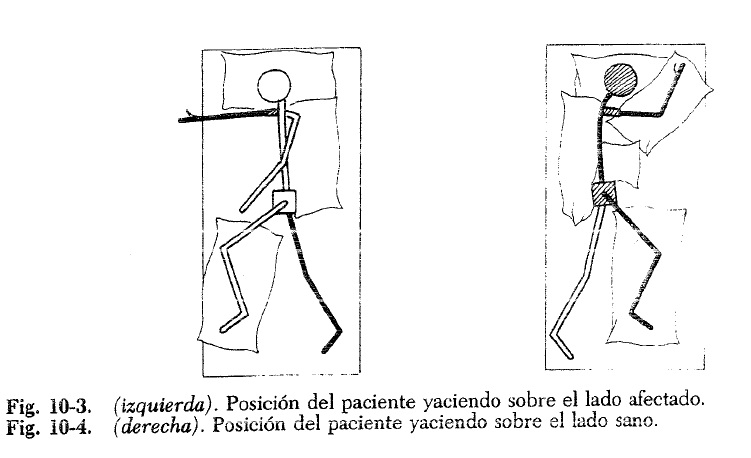 Fig. 10-3. (izquierda). Posición del paciente yaciendo sobre el lado afectado.
Fig. 10-4. (derecha). Posición del paciente yaciendo sobre el lado sano.